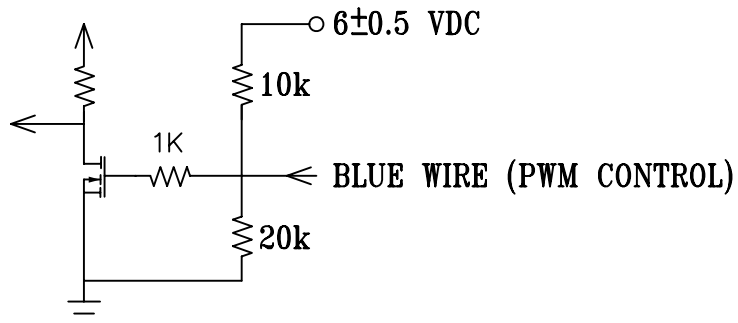 6±0.5 VDC
10k
1K
BLUE WIRE (PWM CONTROL)
20k